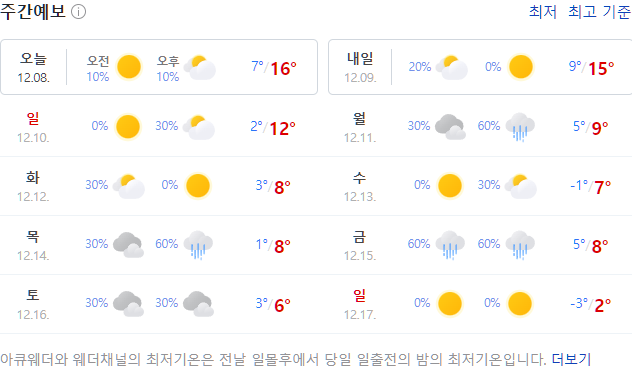 주간예보 최저 최고 기준
오늘 12.08. 오전 10% 오후 10% 7°/16°
내일 12.09. 20% 0% 9°/15°
일 12.10. 0% 30% 2°/12°
월 12.11. 30% 60% 5°/9°
화 12.12. 30% 0% 3°/8°
수 12.13. 0% 30% -1°/7°
목 12.14. 30% 60% 1°/8°
금 12.15. 60% 60% 5°/8°
토 12.16. 30% 30% 3°/6°
일 12.17. 0% 0% -3°/2°
아큐웨더와 웨더채널의 최저기온은 전날 일몰후에서 당일 일출전의 밤의 최저기온입니다. 더보기